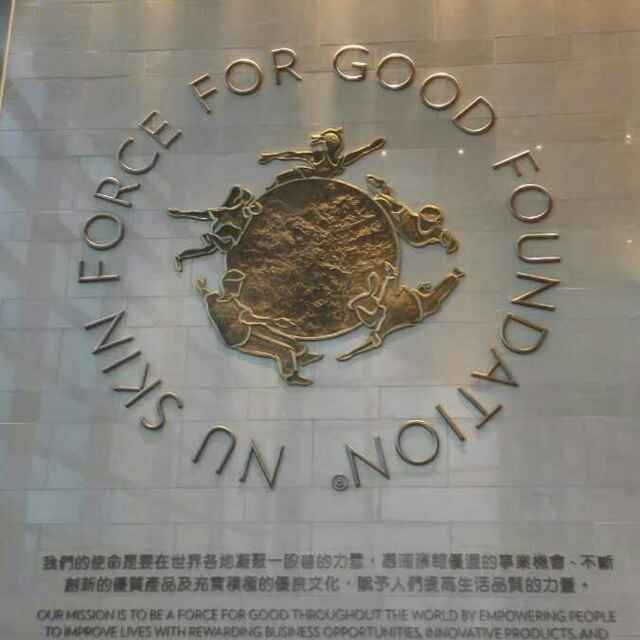 NU SKIN FORCE FOR GOOD FOUNDATION®
我們的使命是要在世界各地凝聚一股善的力量，憑著獲報優渥的事業機會、不斷
創新的優質產品及充實積極的優良文化，賦予人們提高生活品質的力量。
OUR MISSION IS TO BE A FORCE FOR GOOD THROUGHOUT THE WORLD BY EMPOWERING PEOPLE
TO IMPROVE LIVES WITH REWARDING BUSINESS OPPORTUNITIES, INNOVATIVE PRODUCTS, AND